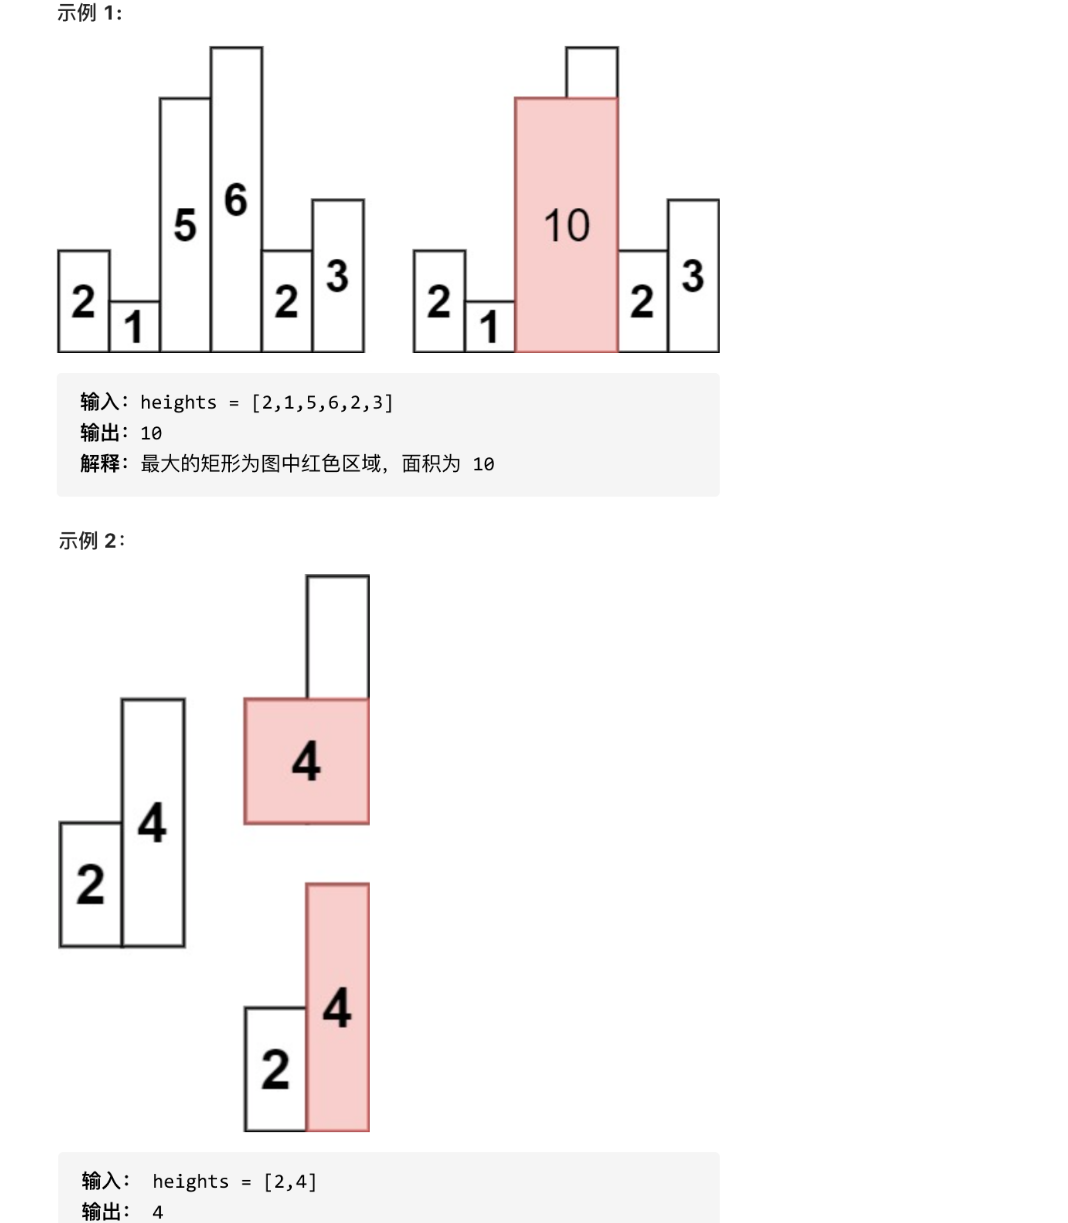 示例 1:
2 1 5 6 2 3
2 1 10 2 3
输入：heights = [2,1,5,6,2,3]
输出：10
解释：最大的矩形为图中红色区域，面积为 10
示例 2：
2 4
4
2 4
输入： heights = [2,4]
输出： 4